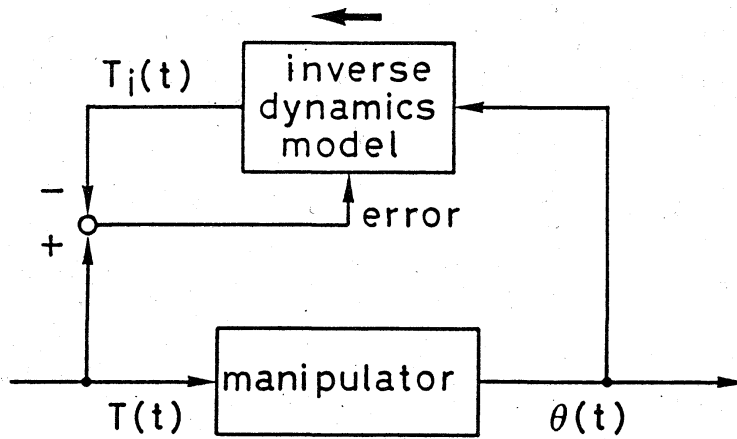 inverse
dynamics
model
Ti(t)
−
+
error
manipulator
T(t)
θ(t)